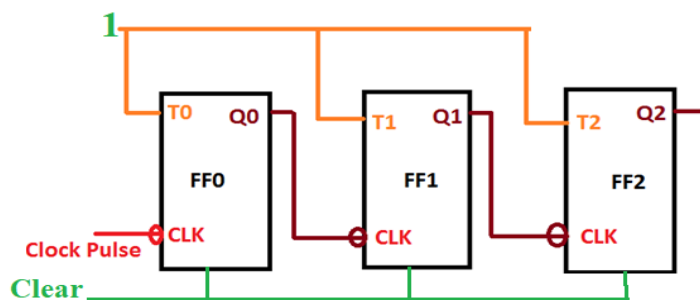 1
T0 Q0 T1 Q1 T2 Q2
FF0 FF1 FF2
Clock Pulse CLK CLK CLK
Clear